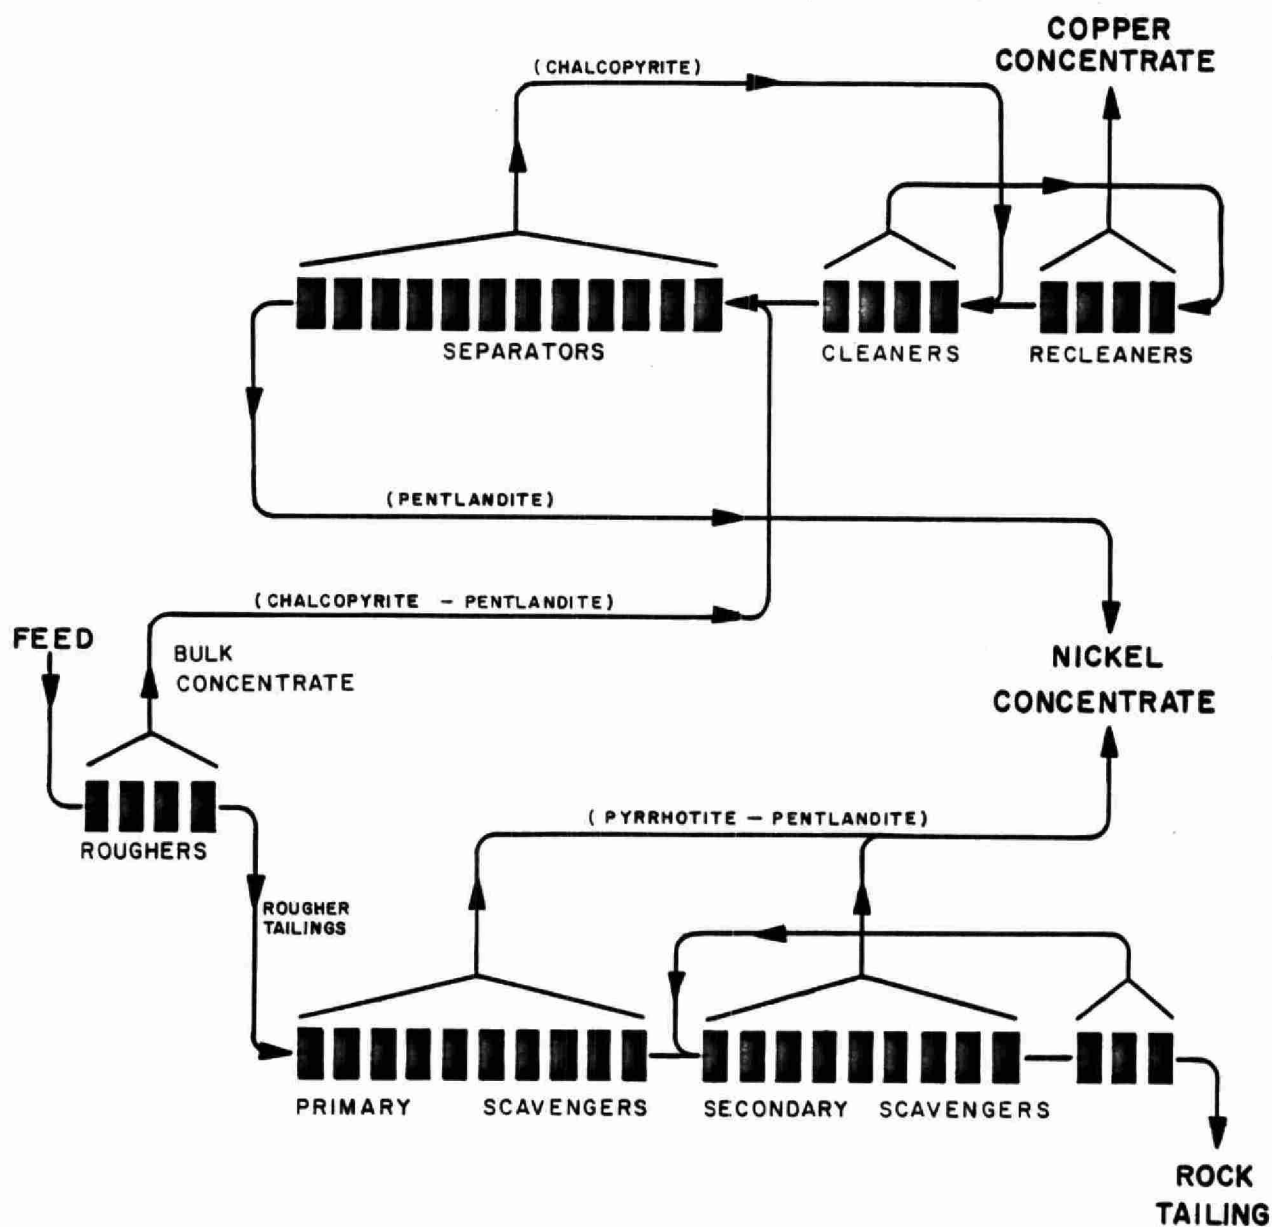 COPPER
CONCENTRATE
(CHALCOPYRITE)
SEPARATORS
CLEANERS
RECLEANERS
(PENTLANDITE)
(CHALCOPYRITE - PENTLANDITE)
FEED
BULK
CONCENTRATE
NICKEL
CONCENTRATE
ROUGHERS
(PYRRHOTITE - PENTLANDITE)
ROUGHER
TAILINGS
PRIMARY SCAVENGERS
SECONDARY SCAVENGERS
ROCK
TAILING